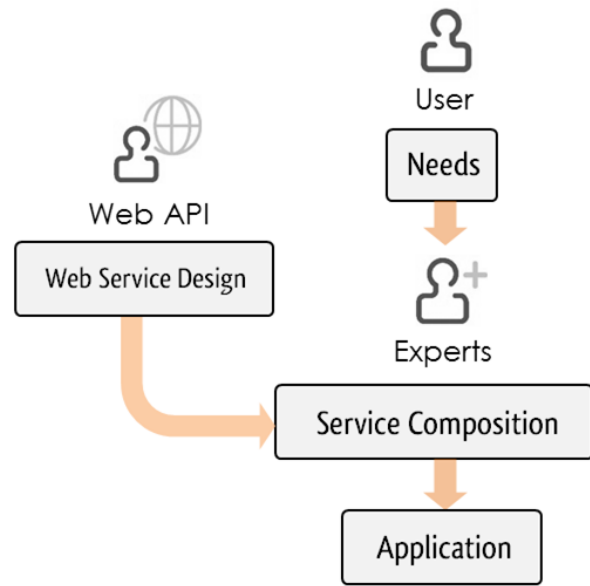 User
Needs
Web API
Web Service Design
Experts
Service Composition
Application